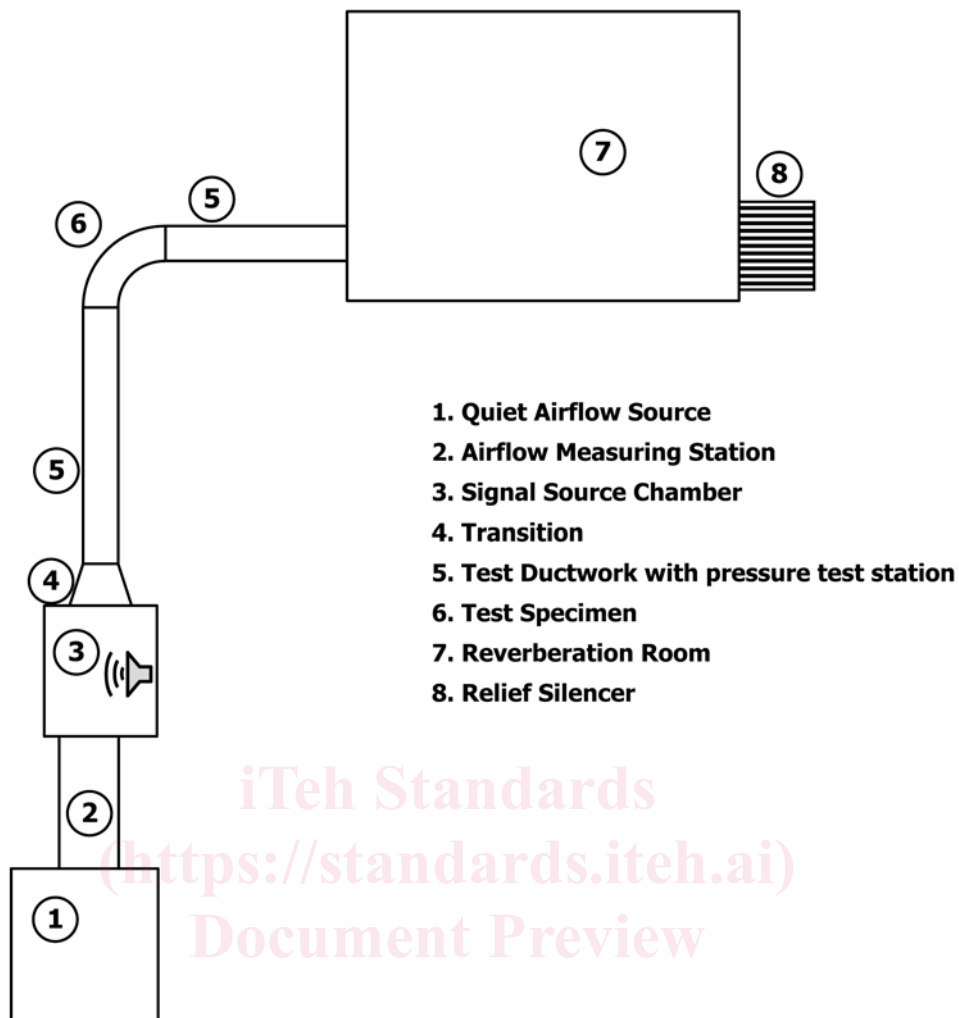 7
8
5
6
1. Quiet Airflow Source
2. Airflow Measuring Station
3. Signal Source Chamber
4. Transition
5. Test Ductwork with pressure test station
6. Test Specimen
7. Reverberation Room
8. Relief Silencer
5
4
3
2
1
iTeh Standards
(https://standards.iteh.ai)
Document Preview